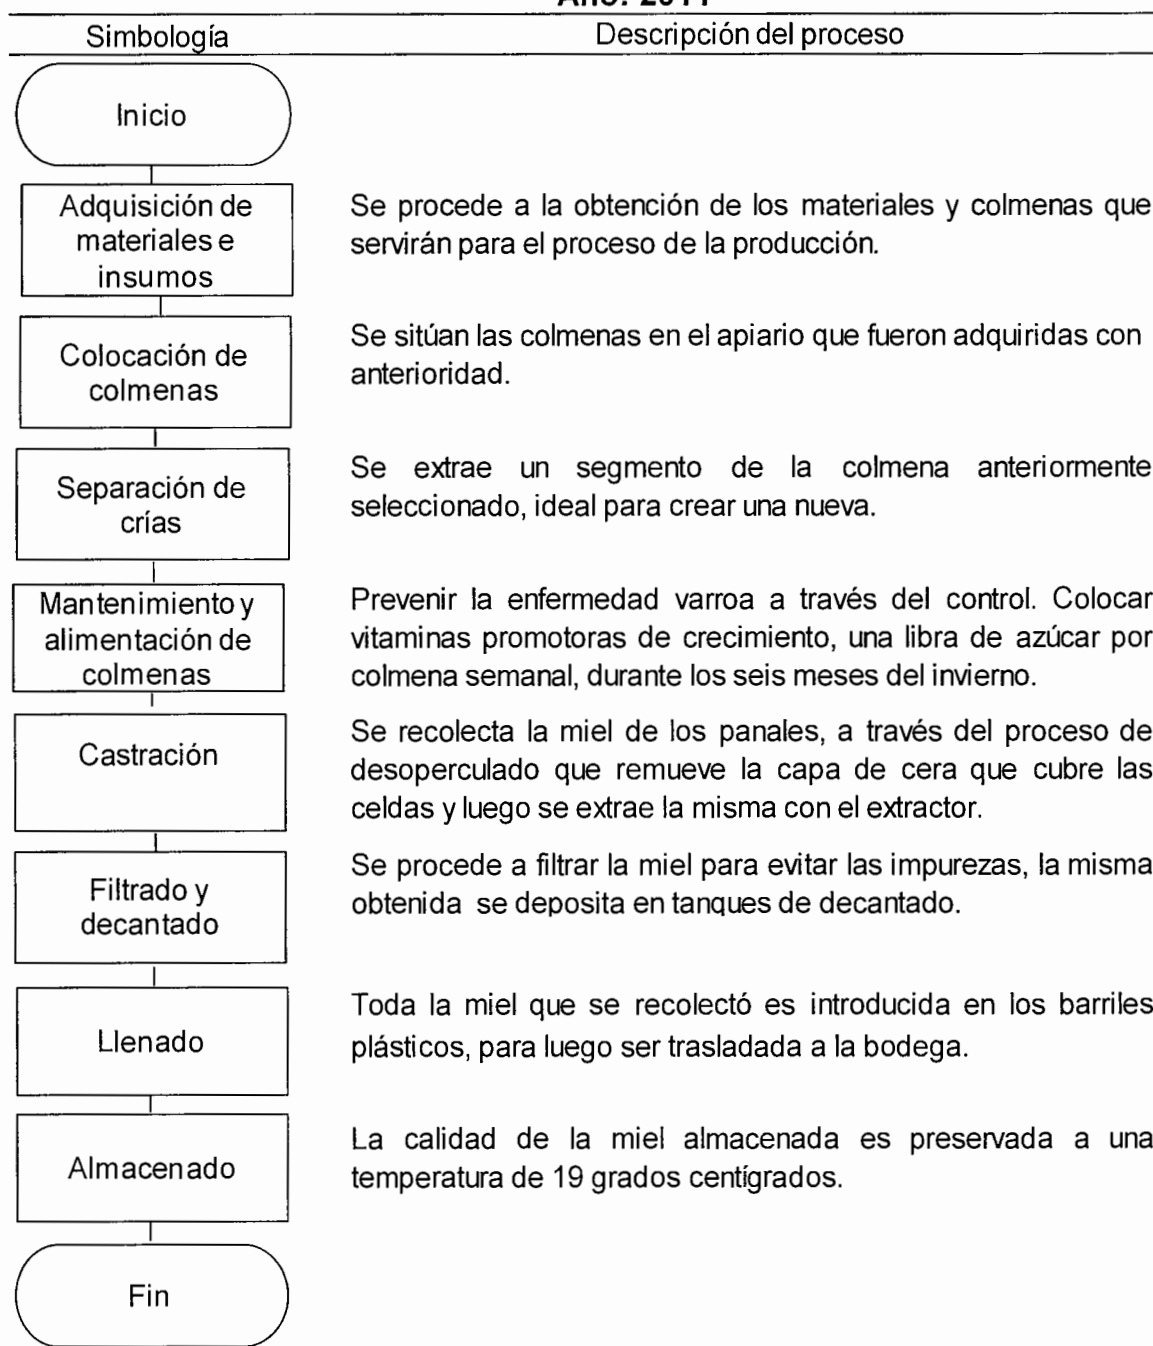 Simbología
Descripción del proceso
Inicio
Adquisición de
materiales e
insumos
Se procede a la obtención de los materiales y colmenas que
servirán para el proceso de la producción.
Colocación de
colmenas
Se sitúan las colmenas en el apiario que fueron adquiridas con
anterioridad.
Separación de
crías
Se extrae un segmento de la colmena anteriormente
seleccionado, ideal para crear una nueva.
Mantenimiento y
alimentación de
colmenas
Prevenir la enfermedad varroa a través del control. Colocar
vitaminas promotoras de crecimiento, una libra de azúcar por
colmena semanal, durante los seis meses del invierno.
Castración
Se recolecta la miel de los panales, a través del proceso de
desoperculado que remueve la capa de cera que cubre las
celdas y luego se extrae la misma con el extractor.
Filtrado y
decantado
Se procede a filtrar la miel para evitar las impurezas, la misma
obtenida se deposita en tanques de decantado.
Llenado
Toda la miel que se recolectó es introducida en los barriles
plásticos, para luego ser trasladada a la bodega.
Almacenado
La calidad de la miel almacenada es preservada a una
temperatura de 19 grados centígrados.
Fin